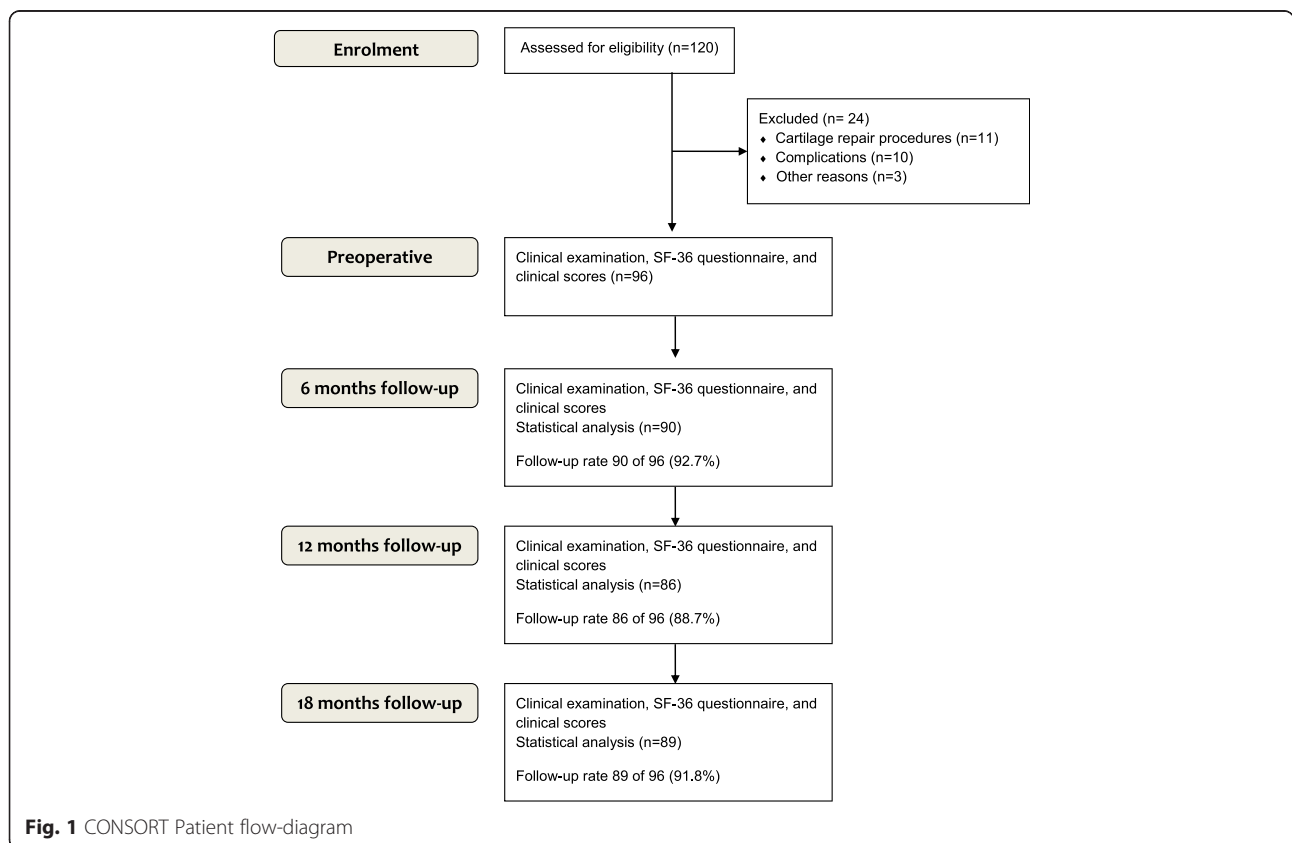 Enrolment
Assessed for eligibility (n=120)
Excluded (n= 24)
♦ Cartilage repair procedures (n=11)
♦ Complications (n=10)
♦ Other reasons (n=3)
Preoperative
Clinical examination, SF-36 questionnaire, and
clinical scores (n=96)
6 months follow-up
Clinical examination, SF-36 questionnaire, and
clinical scores
Statistical analysis (n=90)
Follow-up rate 90 of 96 (92.7%)
12 months follow-up
Clinical examination, SF-36 questionnaire, and
clinical scores
Statistical analysis (n=86)
Follow-up rate 86 of 96 (88.7%)
18 months follow-up
Clinical examination, SF-36 questionnaire, and
clinical scores
Statistical analysis (n=89)
Follow-up rate 89 of 96 (91.8%)
Fig. 1 CONSORT Patient flow-diagram